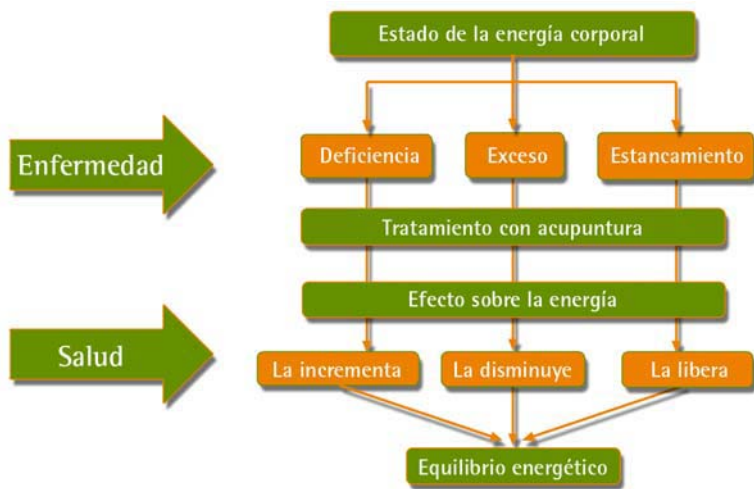 Estado de la energía corporal
Enfermedad
Deficiencia
Exceso
Estancamiento
Tratamiento con acupuntura
Efecto sobre la energía
Salud
La incrementa
La disminuye
La libera
Equilibrio energético